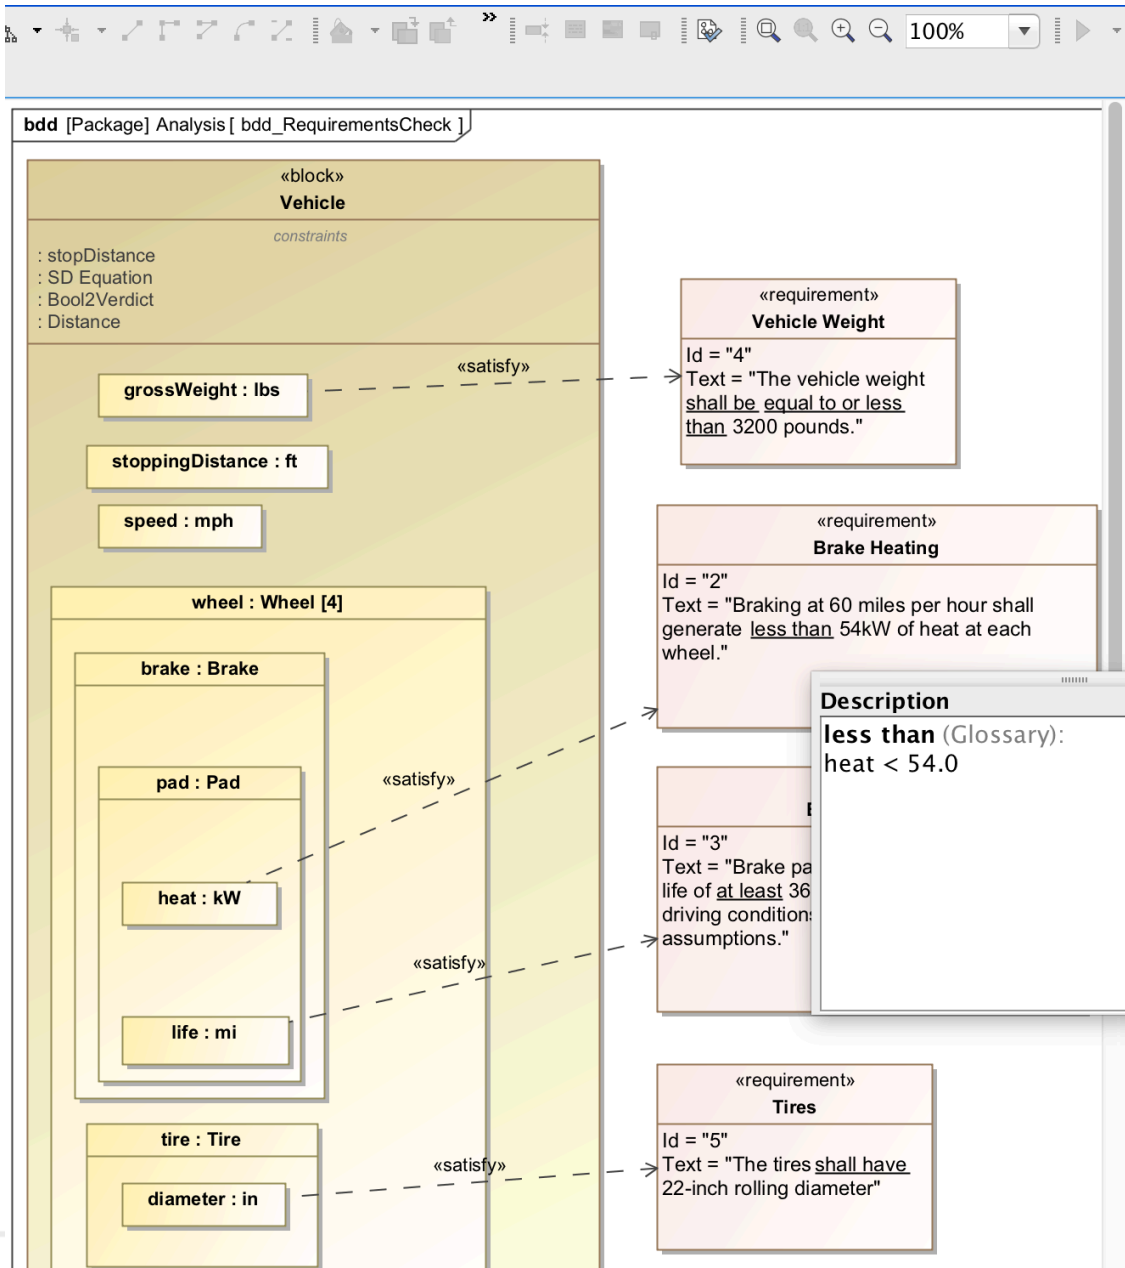 »
100%
bdd [Package] Analysis [ bdd_RequirementsCheck ]
«block»
Vehicle
constraints
: stopDistance
: SD Equation
: Bool2Verdict
: Distance
grossWeight : lbs
stoppingDistance : ft
speed : mph
wheel : Wheel [4]
brake : Brake
pad : Pad
heat : kW
life : mi
tire : Tire
diameter : in
«satisfy»
«satisfy»
«satisfy»
«satisfy»
«requirement»
Vehicle Weight
Id = "4"
Text = "The vehicle weight
shall be equal to or less
than 3200 pounds."
«requirement»
Brake Heating
Id = "2"
Text = "Braking at 60 miles per hour shall
generate less than 54kW of heat at each
wheel."
Id = "3"
Text = "Brake pa
life of at least 36
driving condition
assumptions."
Description
less than (Glossary):
heat < 54.0
«requirement»
Tires
Id = "5"
Text = "The tires shall have
22-inch rolling diameter"